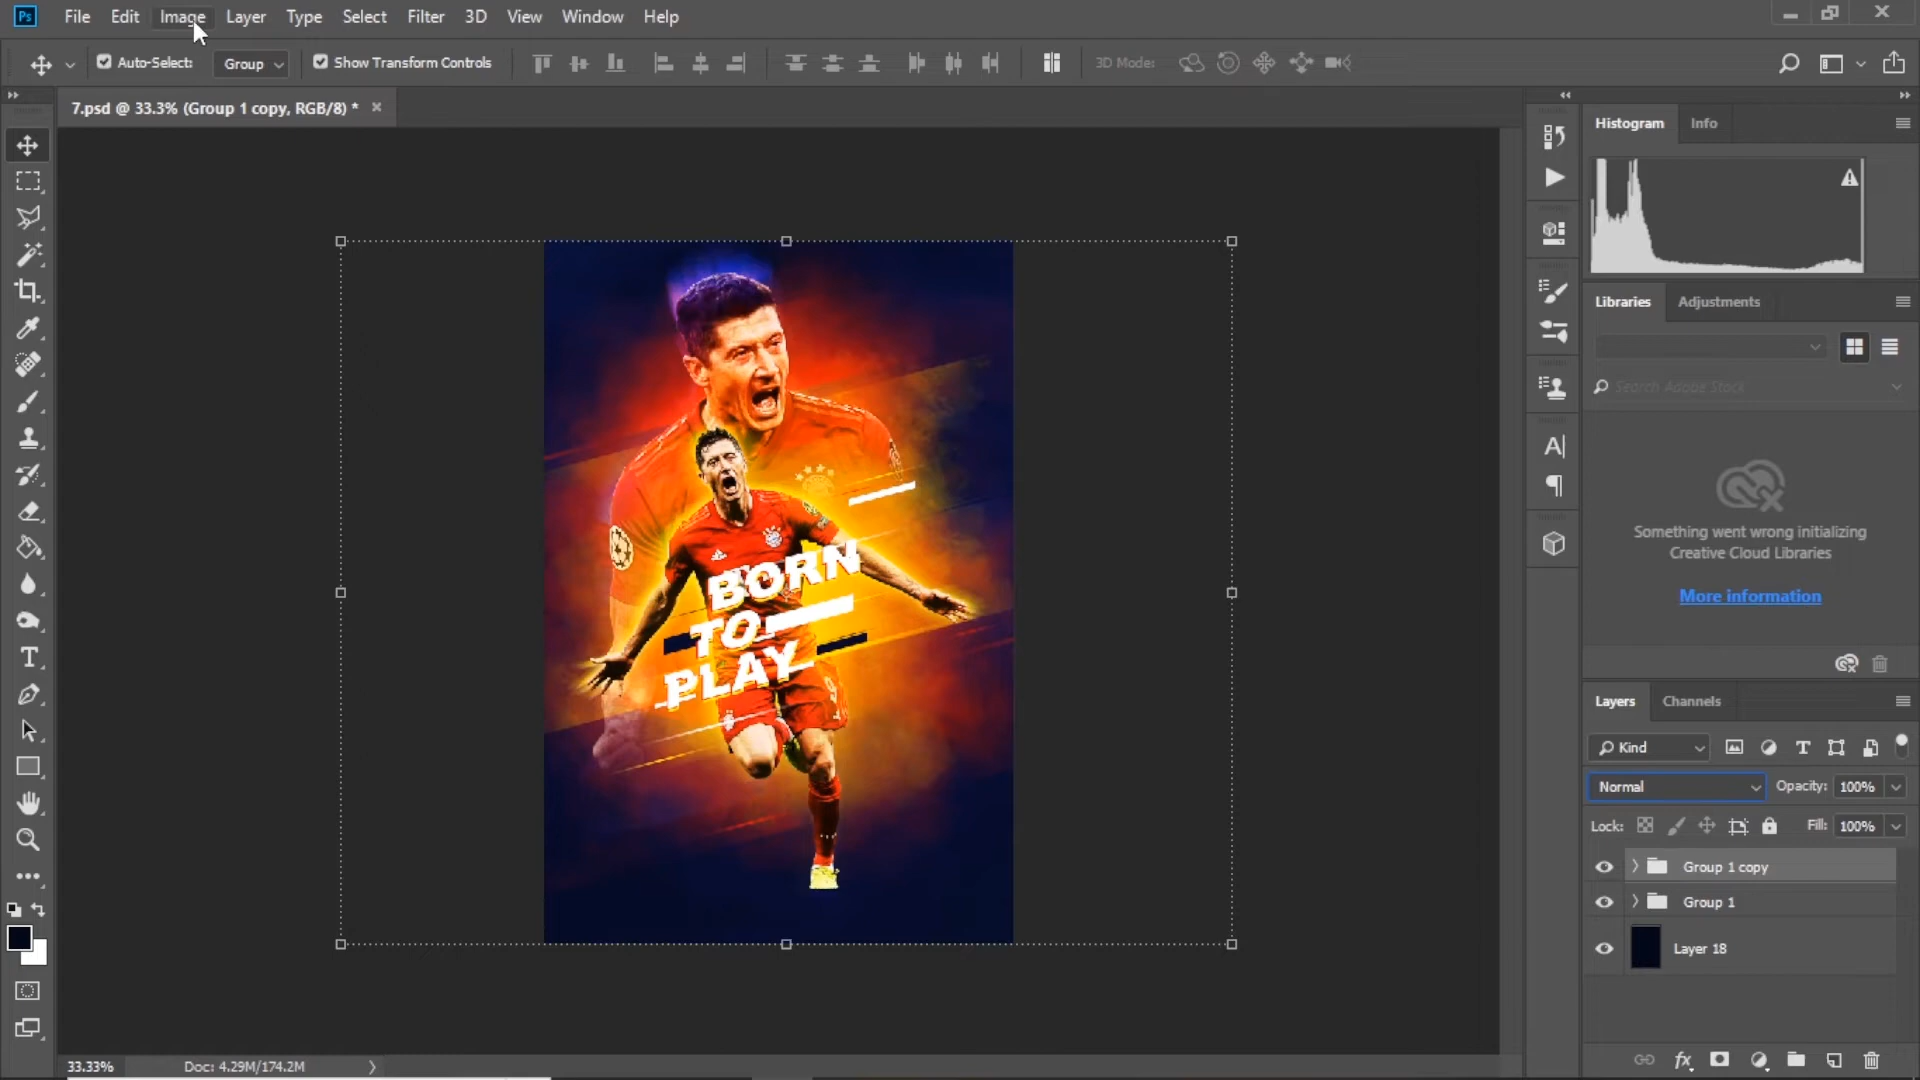 Ps File Edit Image Layer Type Select Filter 3D View Window Help
Auto-Select: Group Show Transform Controls 3D Mode:
7.psd @ 33.3% (Group 1 copy, RGB/8) *
Histogram Info
Libraries Adjustments
Search Adobe Stock
Something went wrong initializing
Creative Cloud Libraries
More information
BORN
TO
PLAY
Layers Channels
Kind
Normal Opacity: 100%
Lock: Fill: 100%
Group 1 copy
Group 1
Layer 18
33.33% Doc: 4.29M/174.2M